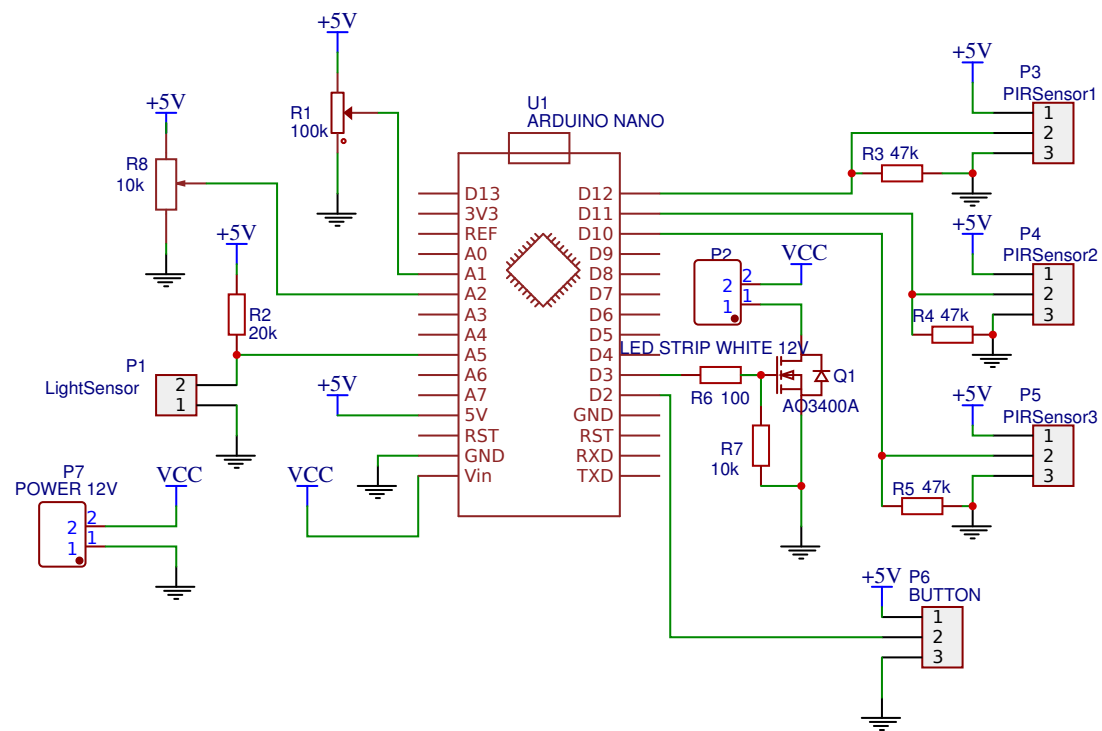 +5V
R1
100k
+5V
R8
10k
+5V
R2
20k
P1
LightSensor
2
1
P7
POWER 12V
2
1
2
1
VCC
VCC
+5V
U1
ARDUINO NANO
D13
3V3
REF
A0
A1
A2
A3
A4
A5
A6
A7
5V
RST
GND
Vin
D12
D11
D10
D9
D8
D7
D6
D5
D4
D3
D2
GND
RST
RXD
TXD
P2
2
1
2
1
VCC
LED STRIP WHITE 12V
R6 100
Q1
AO3400A
R7
10k
+5V
P3
PIRSensor1
1
2
3
R3 47k
+5V
P4
PIRSensor2
1
2
3
R4 47k
+5V
P5
PIRSensor3
1
2
3
R5 47k
+5V
P6
BUTTON
1
2
3